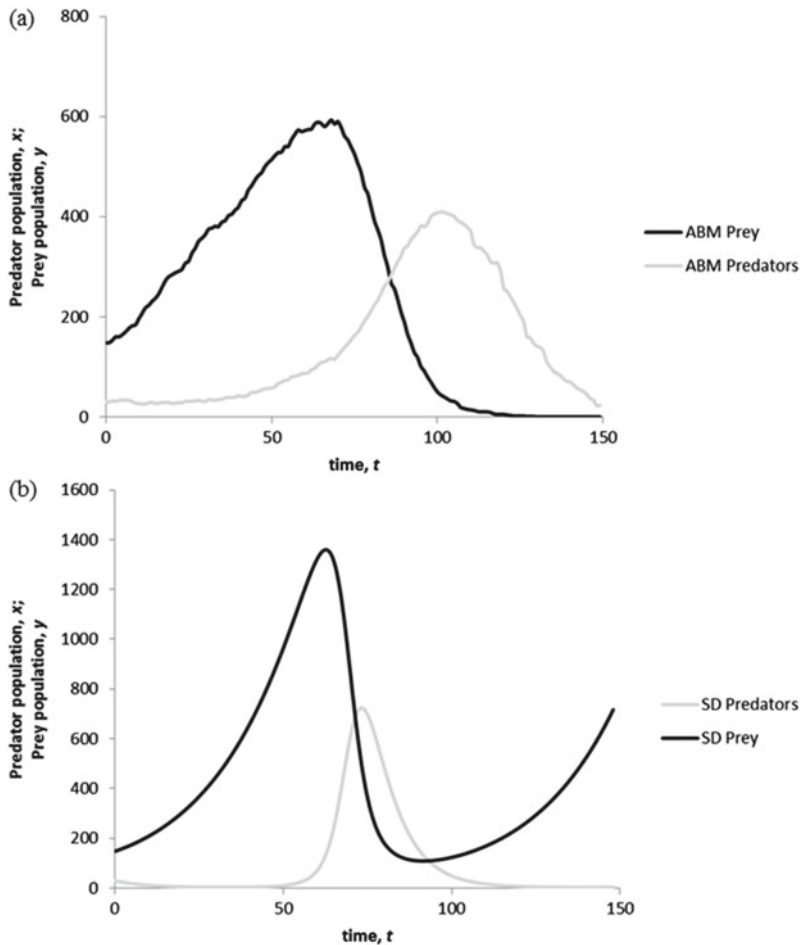 (a)
800
600
400
200
0
0 50 100 150
Predator population, x;
Prey population, y
time, t
ABM Prey
ABM Predators
(b)
1600
1400
1200
1000
800
600
400
200
0
0 50 100 150
Predator population, x;
Prey population, y
time, t
SD Predators
SD Prey